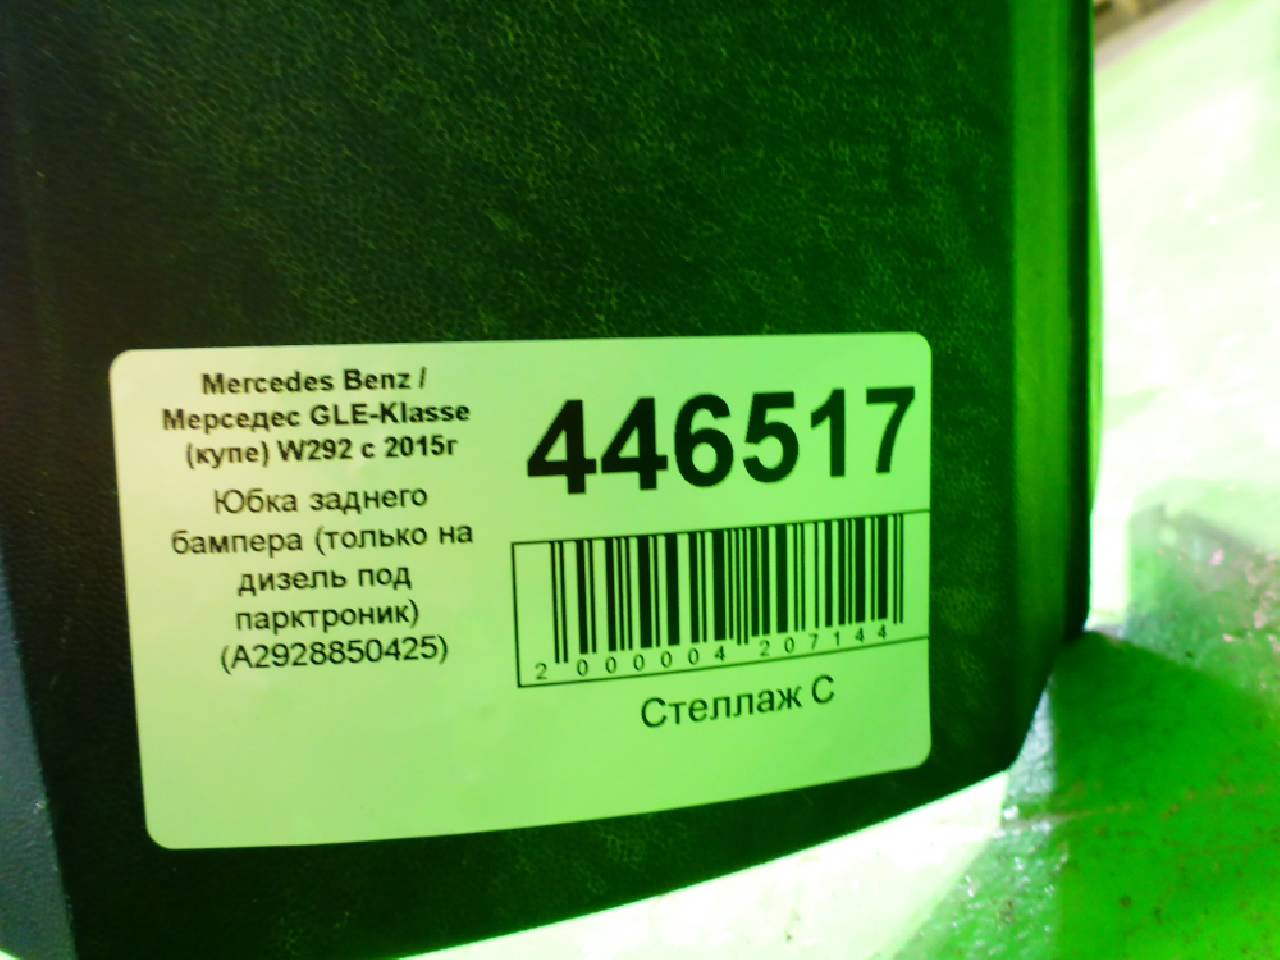 Mercedes Benz /
Мерседес GLE-Klasse
(купе) W292 с 2015г
Юбка заднего
бампера (только на
дизель под
парктроник)
(A2928850425)
446517
2 000004 207144
Стеллаж С